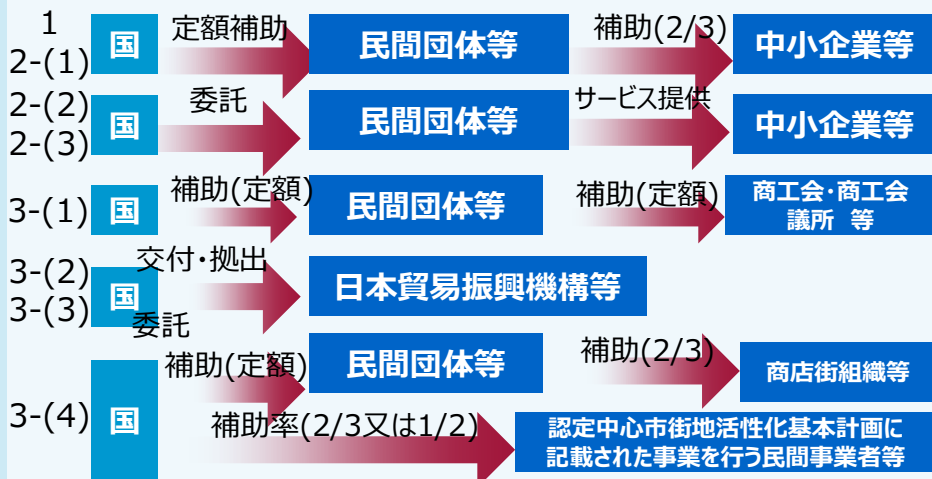 1
2-(1)
国
定額補助
民間団体等
補助(2/3)
中小企業等
2-(2)
2-(3)
国
委託
民間団体等
サービス提供
中小企業等
3-(1)
国
補助(定額)
民間団体等
補助(定額)
商工会・商工会
議所 等
3-(2)
3-(3)
国
交付・拠出
委託
日本貿易振興機構等
3-(4)
国
補助(定額)
民間団体等
補助(2/3)
商店街組織等
補助率(2/3又は1/2)
認定中心市街地活性化基本計画に
記載された事業を行う民間事業者等